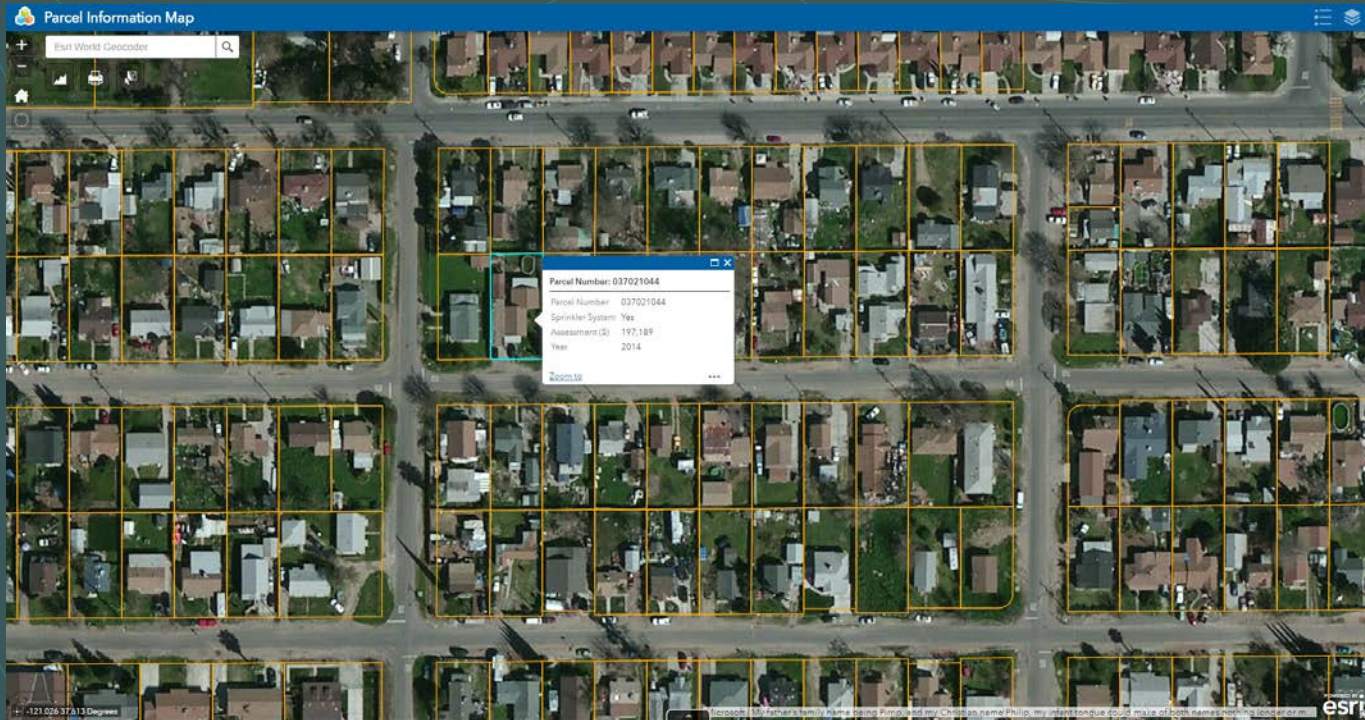 Parcel Information Map
Esri World Geocoder
Parcel Number: 037021044
Parcel Number 037021044
Sprinkler System Yes
Assessment ($) 197,189
Year 2014
Zoom to
-121.026 37.613 Degrees
Microsoft | My father's family name being Pirrip, and my Christian name Philip, my infant tongue could make of both names nothing longer or m...
POWERED BY
esri